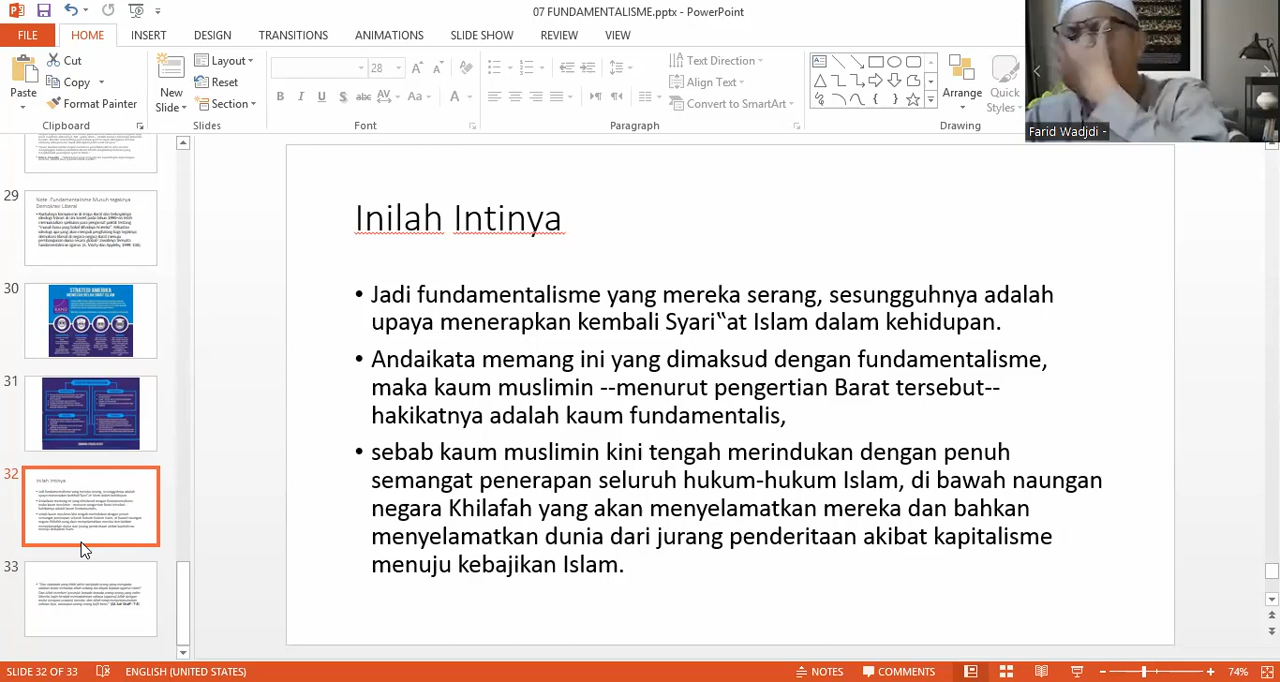 07 FUNDAMENTALISME.pptx - PowerPoint
FILE HOME INSERT DESIGN TRANSITIONS ANIMATIONS SLIDE SHOW REVIEW VIEW
Paste
Cut
Copy
Format Painter
Clipboard
New
Slide
Layout
Reset
Section
Slides
28
B I U S abc AV Aa A
Font
Text Direction
Align Text
Convert to SmartArt
Paragraph
Arrange
Quick
Styles
Drawing
Farid Wadjdi -
29
30
STRATEGI AMERIKA
31
32
Inilah Intinya
33
Inilah Intinya
• Jadi fundamentalisme yang mereka serang, sesungguhnya adalah
upaya menerapkan kembali Syari‟at Islam dalam kehidupan.
• Andaikata memang ini yang dimaksud dengan fundamentalisme,
maka kaum muslimin --menurut pengertian Barat tersebut--
hakikatnya adalah kaum fundamentalis,
• sebab kaum muslimin kini tengah merindukan dengan penuh
semangat penerapan seluruh hukum-hukum Islam, di bawah naungan
negara Khilafah yang akan menyelamatkan mereka dan bahkan
menyelamatkan dunia dari jurang penderitaan akibat kapitalisme
menuju kebajikan Islam.
SLIDE 32 OF 33 ENGLISH (UNITED STATES) NOTES COMMENTS 74%